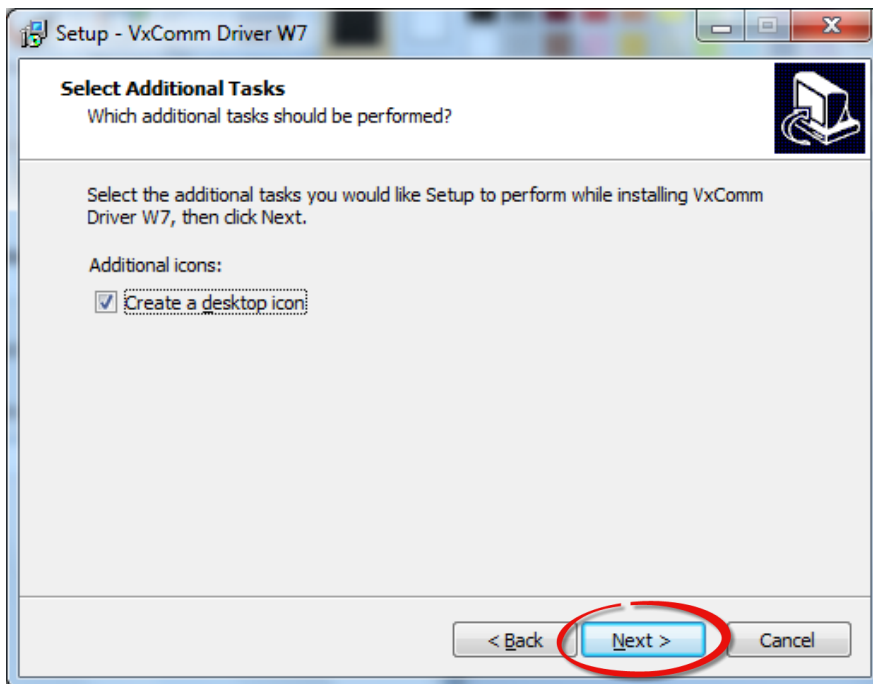 Setup - VxComm Driver W7
Select Additional Tasks
Which additional tasks should be performed?
Select the additional tasks you would like Setup to perform while installing VxComm
Driver W7, then click Next.
Additional icons:
Create a desktop icon
< Back Next > Cancel